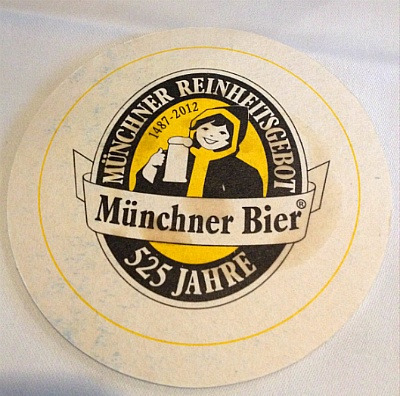 MÜNCHNER REINHEITSGEBOT
1487-2012
Münchner Bier®
525 JAHRE